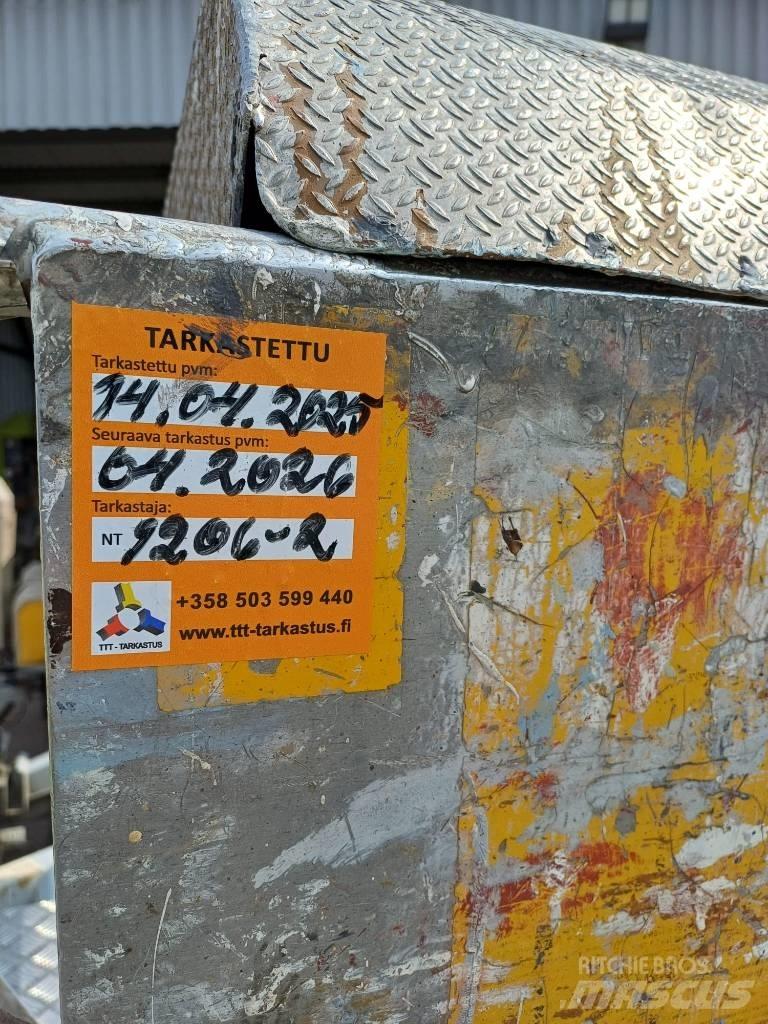 TARKASTETTU
Tarkastettu pvm:
14.04.2025
Seuraava tarkastus pvm:
04.2026
Tarkastaja:
NT 9206-2
TTT - TARKASTUS
+358 503 599 440
www.ttt-tarkastus.fi
RITCHIE BROS.
MASCUS